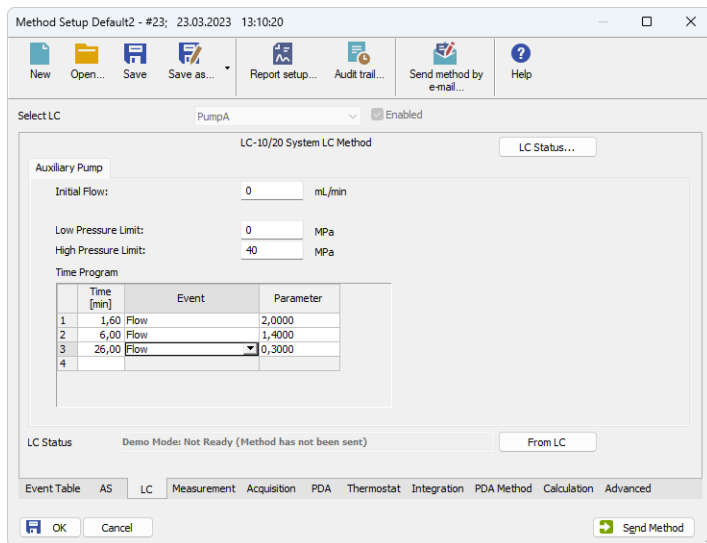 Method Setup Default2 - #23;  23.03.2023  13:10:20
New Open... Save Save as... Report setup... Audit trail... Send method by e-mail... Help
Select LC PumpA Enabled
LC-10/20 System LC Method LC Status...
Auxiliary Pump
Initial Flow: 0 mL/min
Low Pressure Limit: 0 MPa
High Pressure Limit: 40 MPa
Time Program
Time [min] Event Parameter
1 1,60 Flow 2,0000
2 6,00 Flow 1,4000
3 26,00 Flow 0,3000
4
LC Status Demo Mode: Not Ready (Method has not been sent) From LC
Event Table AS LC Measurement Acquisition PDA Thermostat Integration PDA Method Calculation Advanced
OK Cancel Send Method